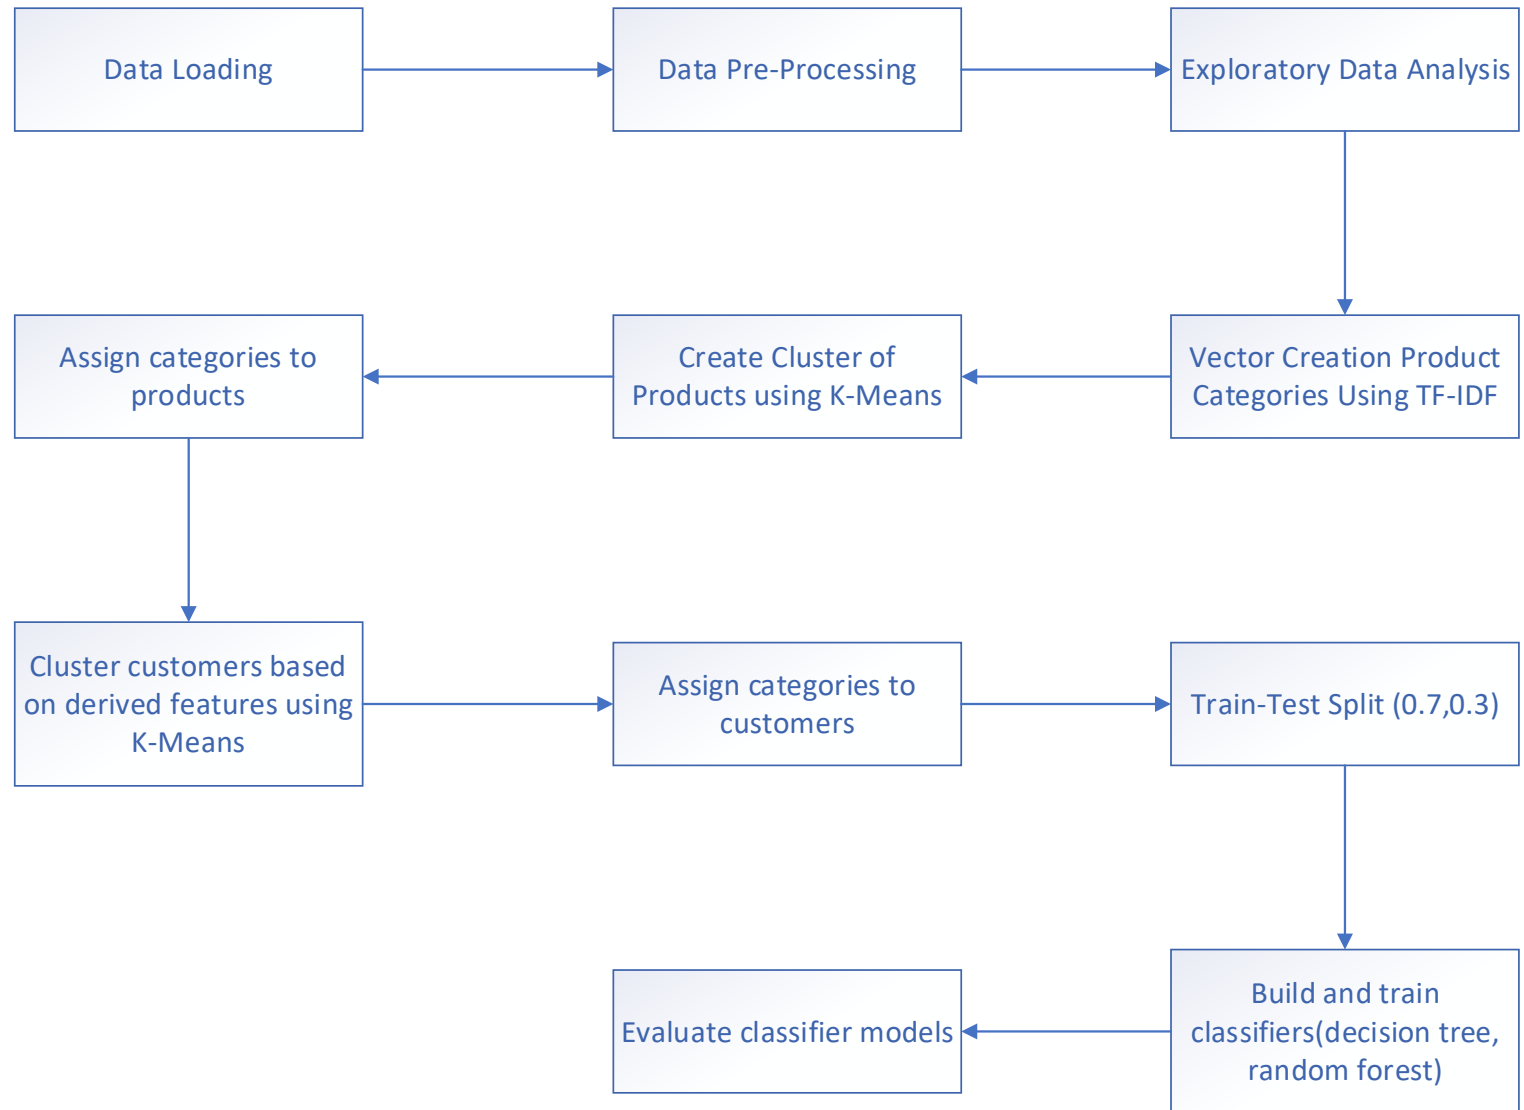 Data Loading
Data Pre-Processing
Exploratory Data Analysis
Vector Creation Product
Categories Using TF-IDF
Create Cluster of
Products using K-Means
Assign categories to
products
Cluster customers based
on derived features using
K-Means
Assign categories to
customers
Train-Test Split (0.7,0.3)
Build and train
classifiers(decision tree,
random forest)
Evaluate classifier models